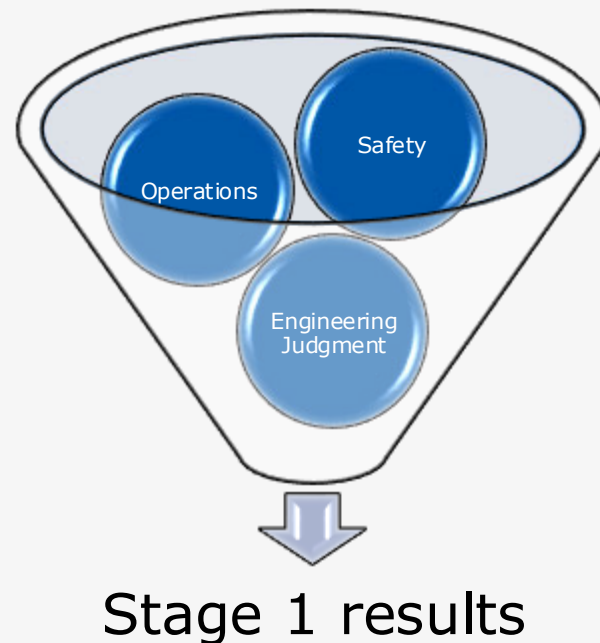 Safety
Operations
Engineering
Judgment
Stage 1 results